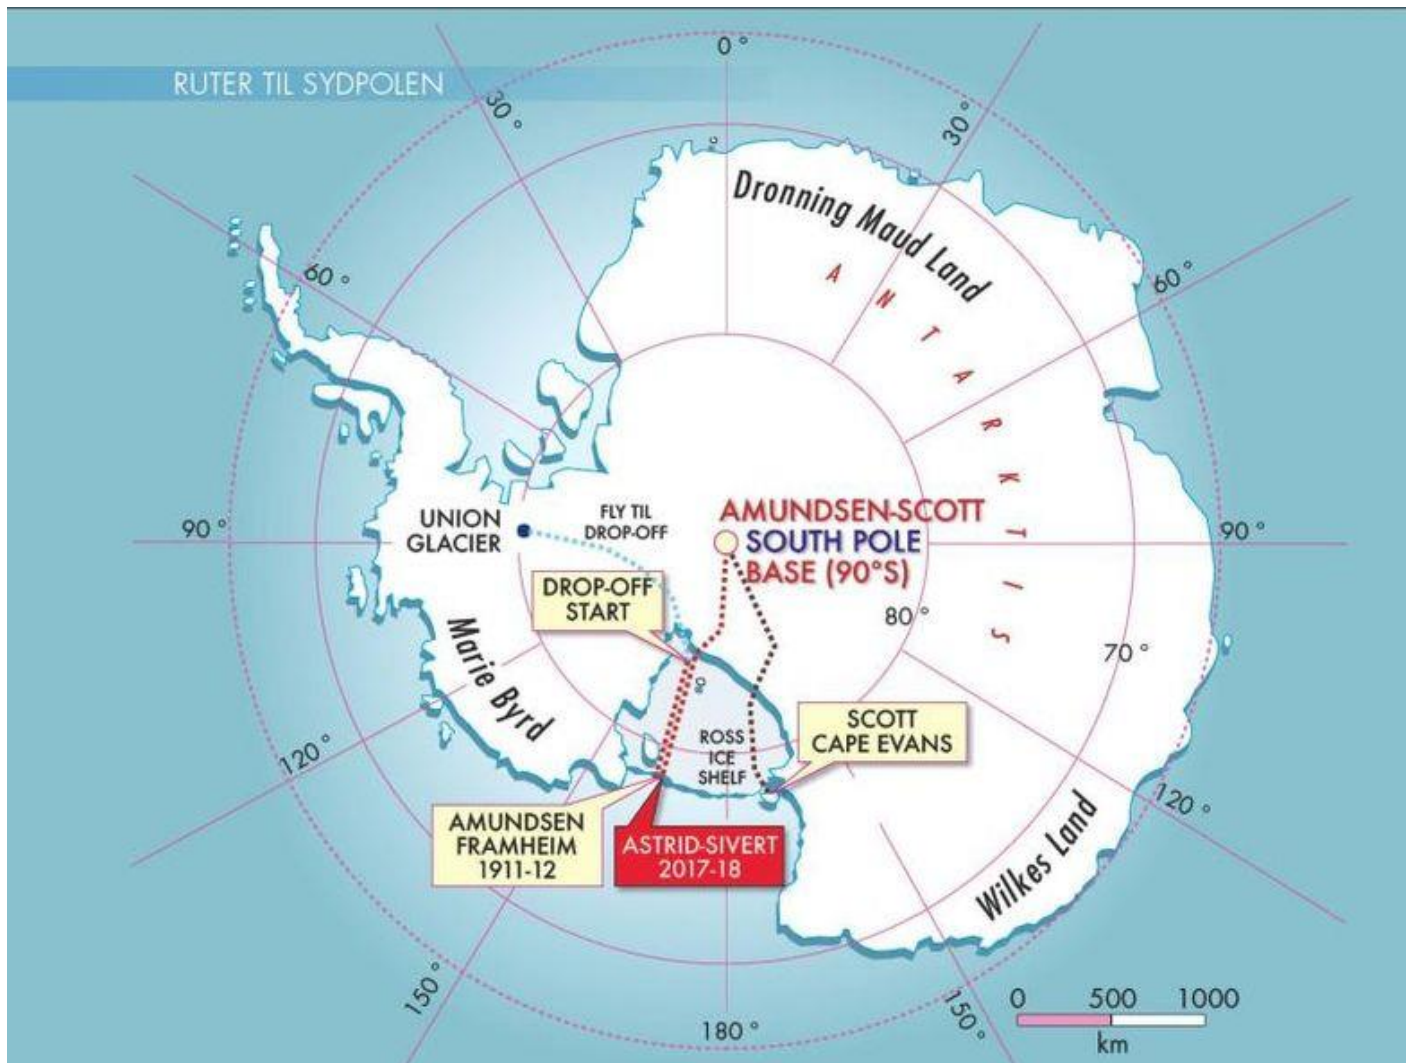 RUTER TIL SYDPOLEN
0°
30°
30°
60°
60°
Dronning Maud Land
ANTARKTIS
90°
UNION
GLACIER
FLY TIL
DROP-OFF
AMUNDSEN-SCOTT
SOUTH POLE
BASE (90°S)
90°
DROP-OFF
START
80°
70°
Marie Byrd
ROSS
ICE
SHELF
SCOTT
CAPE EVANS
120°
120°
AMUNDSEN
FRAMHEIM
1911-12
ASTRID-SIVERT
2017-18
Wilkes Land
150°
150°
180°
0 500 1000
km